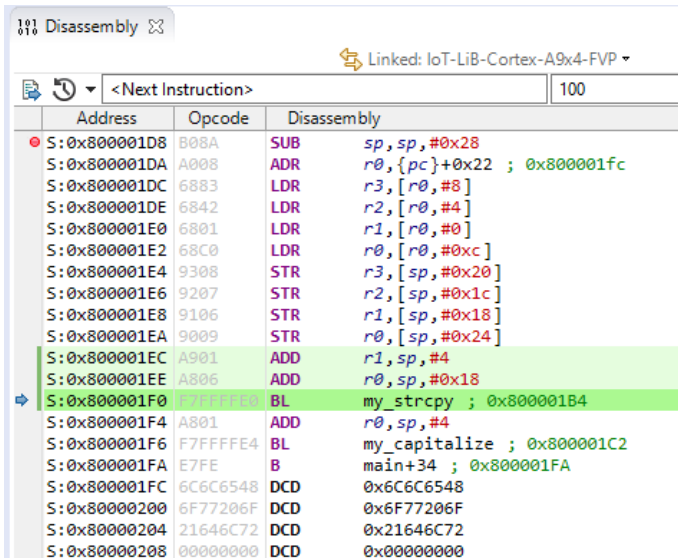 Disassembly
Linked: IoT-LiB-Cortex-A9x4-FVP
<Next Instruction> 100
Address Opcode Disassembly
S:0x800001D8 B08A SUB sp,sp,#0x28
S:0x800001DA A008 ADR r0,{pc}+0x22 ; 0x800001fc
S:0x800001DC 6883 LDR r3,[r0,#8]
S:0x800001DE 6842 LDR r2,[r0,#4]
S:0x800001E0 6801 LDR r1,[r0,#0]
S:0x800001E2 68C0 LDR r0,[r0,#0xc]
S:0x800001E4 9308 STR r3,[sp,#0x20]
S:0x800001E6 9207 STR r2,[sp,#0x1c]
S:0x800001E8 9106 STR r1,[sp,#0x18]
S:0x800001EA 9009 STR r0,[sp,#0x24]
S:0x800001EC A901 ADD r1,sp,#4
S:0x800001EE A806 ADD r0,sp,#0x18
S:0x800001F0 F7FFFFE0 BL my_strcpy ; 0x800001B4
S:0x800001F4 A801 ADD r0,sp,#4
S:0x800001F6 F7FFFFE4 BL my_capitalize ; 0x800001C2
S:0x800001FA E7FE B main+34 ; 0x800001FA
S:0x800001FC 6C6C6548 DCD 0x6C6C6548
S:0x80000200 6F77206F DCD 0x6F77206F
S:0x80000204 21646C72 DCD 0x21646C72
S:0x80000208 00000000 DCD 0x00000000